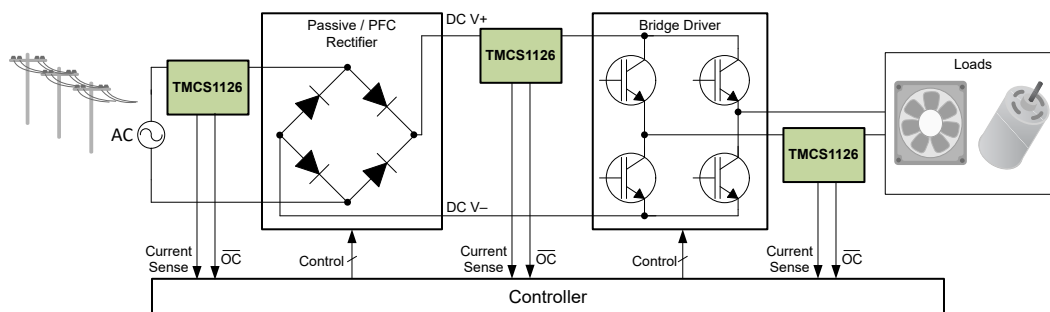 Passive / PFC
Rectifier
DC V+
Bridge Driver
Loads
TMCS1126
TMCS1126
TMCS1126
AC
DC V–
Current
Sense
OC
Control
Current
Sense
OC
Control
Current
Sense
OC
Controller